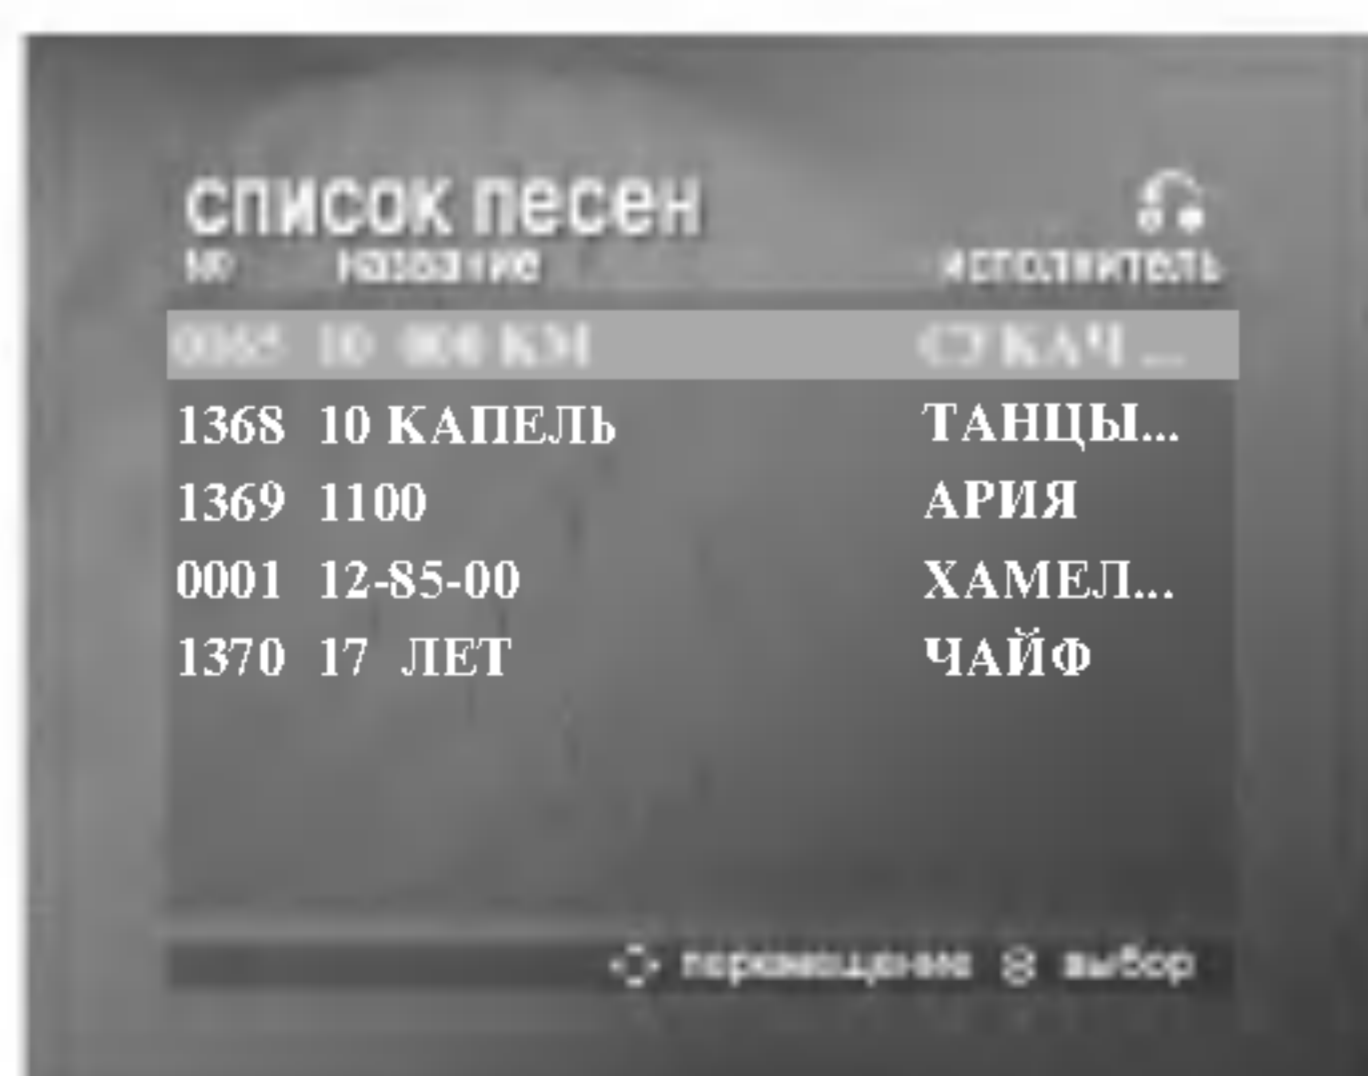 список песен
№ название исполнитель
0065 10 000 КМ СУКАЧ ...
1368 10 КАПЕЛЬ ТАНЦЫ...
1369 1100 АРИЯ
0001 12-85-00 ХАМЕЛ...
1370 17 ЛЕТ ЧАЙФ
перемещение выбор